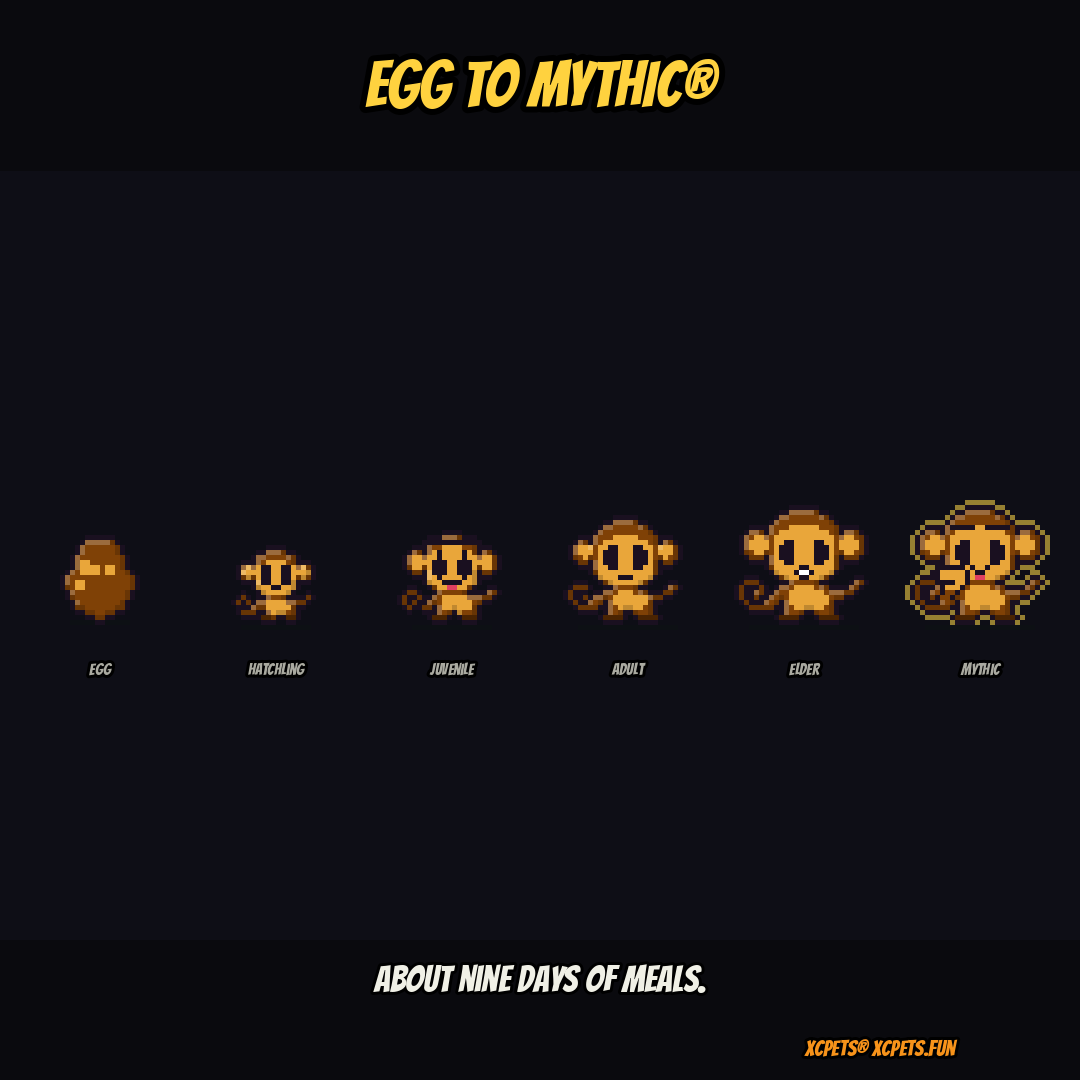 EGG TO MYTHIC®
EGG
HATCHLING
JUVENILE
ADULT
ELDER
MYTHIC
ABOUT NINE DAYS OF MEALS.
XCPETS® XCPETS.FUN